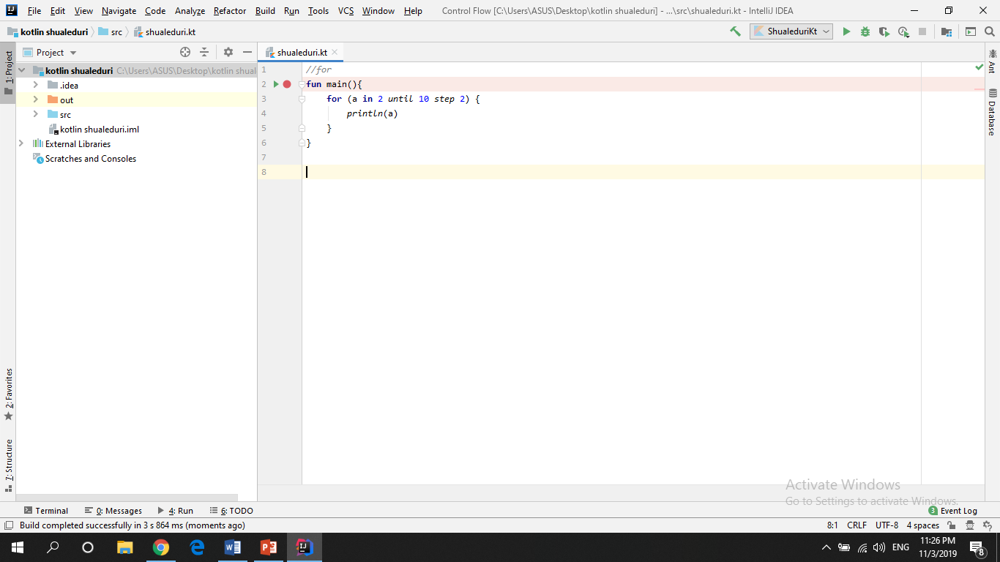 File Edit View Navigate Code Analyze Refactor Build Run Tools VCS Window Help Control Flow [C:\Users\ASUS\Desktop\kotlin shualeduri] - ...\src\shualeduri.kt - IntelliJ IDEA
kotlin shualeduri src shualeduri.kt ShualeduriKt
Project shualeduri.kt
1: Project
kotlin shualeduri C:\Users\ASUS\Desktop\kotlin shual
.idea
out
src
kotlin shualeduri.iml
External Libraries
Scratches and Consoles
1 //for
2 fun main(){
3 for (a in 2 until 10 step 2) {
4 println(a)
5 }
6 }
7
8
Ant
Database
2: Favorites
7: Structure
Activate Windows
Go to Settings to activate Windows.
Terminal 0: Messages 4: Run 6: TODO 3 Event Log
Build completed successfully in 3 s 864 ms (moments ago) 8:1 CRLF UTF-8 4 spaces
ENG 11:26 PM
11/3/2019 8